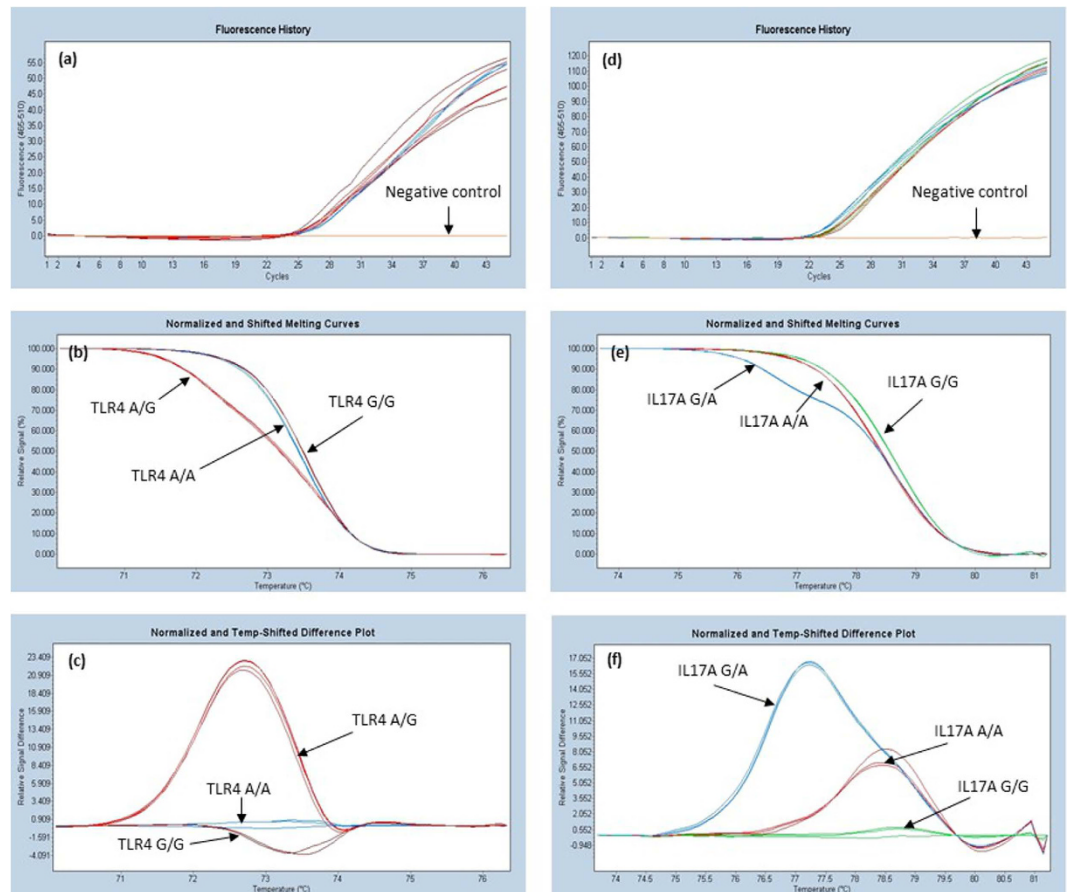 Fluorescence History
(a)
Fluorescence (465-510)
55.0
50.0
45.0
40.0
35.0
30.0
25.0
20.0
15.0
10.0
5.0
0.0
Negative control
1 2 4 6 8 10 13 16 19 22 25 28 31 34 37 40 43
Cycles
Fluorescence History
(d)
Fluorescence (465-510)
120.0
110.0
100.0
90.0
80.0
70.0
60.0
50.0
40.0
30.0
20.0
10.0
0.0
Negative control
1 2 4 6 8 10 13 16 19 22 25 28 31 34 37 40 43
Cycles
Normalized and Shifted Melting Curves
(b)
Relative Signal (%)
100.000
90.000
80.000
70.000
60.000
50.000
40.000
30.000
20.000
10.000
0.000
TLR4 A/G
TLR4 G/G
TLR4 A/A
71 72 73 74 75 76
Temperature (°C)
Normalized and Shifted Melting Curves
(e)
Relative Signal (%)
100.000
90.000
80.000
70.000
60.000
50.000
40.000
30.000
20.000
10.000
0.000
IL17A G/A
IL17A A/A
IL17A G/G
74 75 76 77 78 79 80 81
Temperature (°C)
Normalized and Temp-Shifted Difference Plot
(c)
Relative Signal Difference
23.409
20.909
18.409
15.909
13.409
10.909
8.409
5.909
3.409
0.909
-1.591
-4.091
TLR4 A/G
TLR4 A/A
TLR4 G/G
71 72 73 74 75 76
Temperature (°C)
Normalized and Temp-Shifted Difference Plot
(f)
Relative Signal Difference
17.052
15.552
14.052
12.552
11.052
9.552
8.052
6.552
5.052
3.552
2.052
0.552
-0.948
IL17A G/A
IL17A A/A
IL17A G/G
74 74.5 75 75.5 76 76.5 77 77.5 78 78.5 79 79.5 80 80.5 81
Temperature (°C)